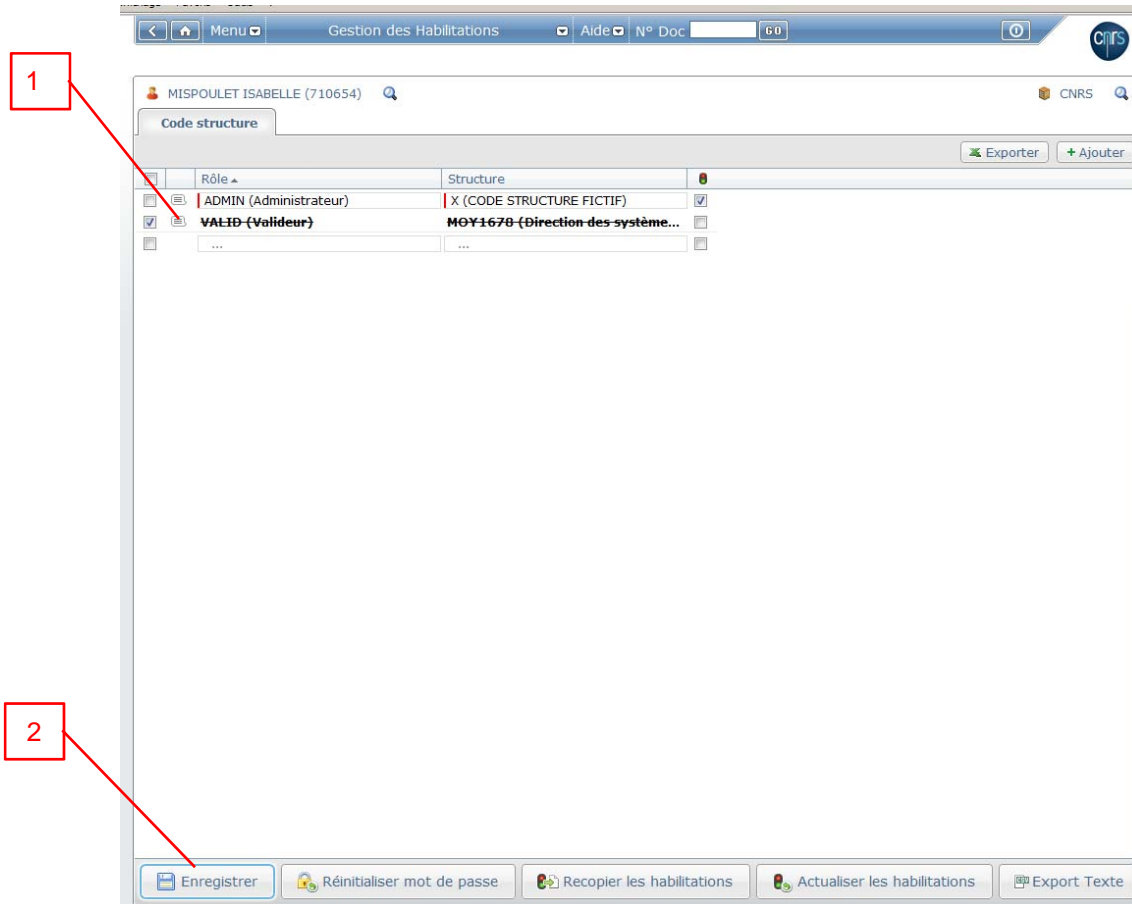 Menu Gestion des Habilitations Aide N° Doc GO
cnrs
1
MISPOULET ISABELLE (710654) CNRS
Code structure
Exporter + Ajouter
Rôle Structure
ADMIN (Administrateur) X (CODE STRUCTURE FICTIF)
VALID (Valideur) MOY1678 (Direction des système...
... ...
2
Enregistrer Réinitialiser mot de passe Recopier les habilitations Actualiser les habilitations Export Texte